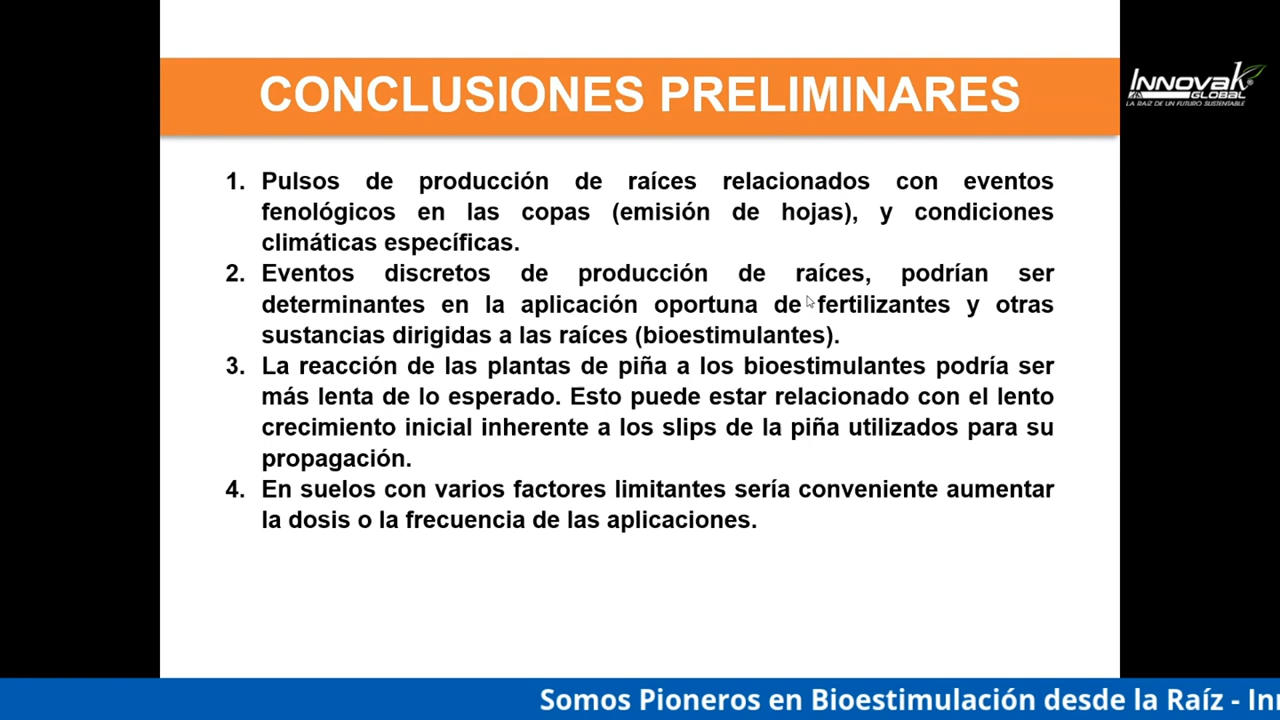 CONCLUSIONES PRELIMINARES
Innovak
GLOBAL
LA RAÍZ DE UN FUTURO SUSTENTABLE
1. Pulsos de producción de raíces relacionados con eventos
fenológicos en las copas (emisión de hojas), y condiciones
climáticas específicas.
2. Eventos discretos de producción de raíces, podrían ser
determinantes en la aplicación oportuna de fertilizantes y otras
sustancias dirigidas a las raíces (bioestimulantes).
3. La reacción de las plantas de piña a los bioestimulantes podría ser
más lenta de lo esperado. Esto puede estar relacionado con el lento
crecimiento inicial inherente a los slips de la piña utilizados para su
propagación.
4. En suelos con varios factores limitantes sería conveniente aumentar
la dosis o la frecuencia de las aplicaciones.
Somos Pioneros en Bioestimulación desde la Raíz - Inn